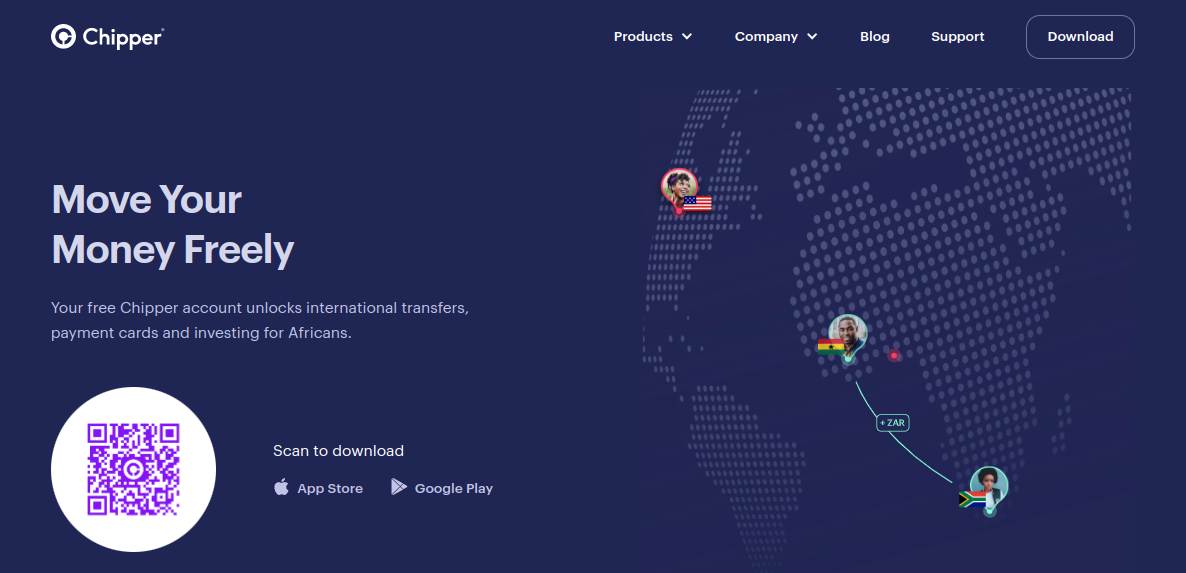 Chipper
Products
Company
Blog
Support
Download
Move Your
Money Freely
Your free Chipper account unlocks international transfers,
payment cards and investing for Africans.
Scan to download
App Store
Google Play
+ ZAR